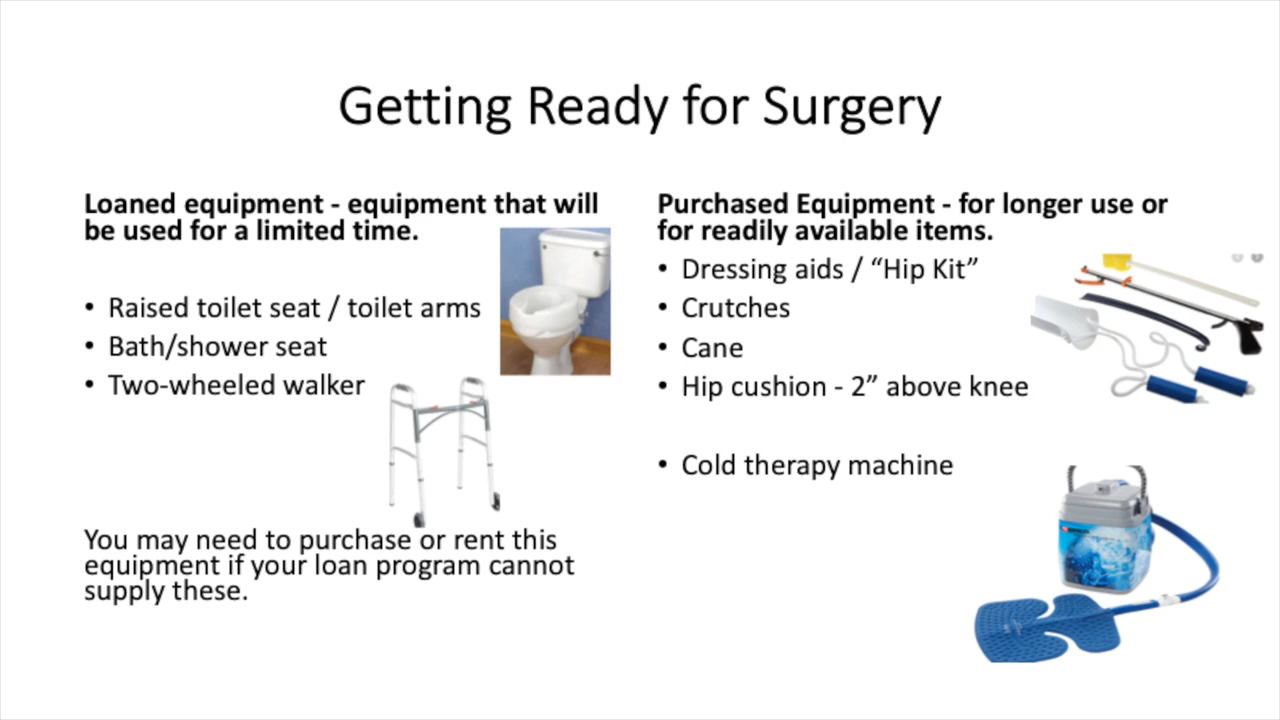 Getting Ready for Surgery
Loaned equipment - equipment that will
be used for a limited time.
• Raised toilet seat / toilet arms
• Bath/shower seat
• Two-wheeled walker
You may need to purchase or rent this
equipment if your loan program cannot
supply these.
Purchased Equipment - for longer use or
for readily available items.
• Dressing aids / “Hip Kit”
• Crutches
• Cane
• Hip cushion - 2” above knee
• Cold therapy machine